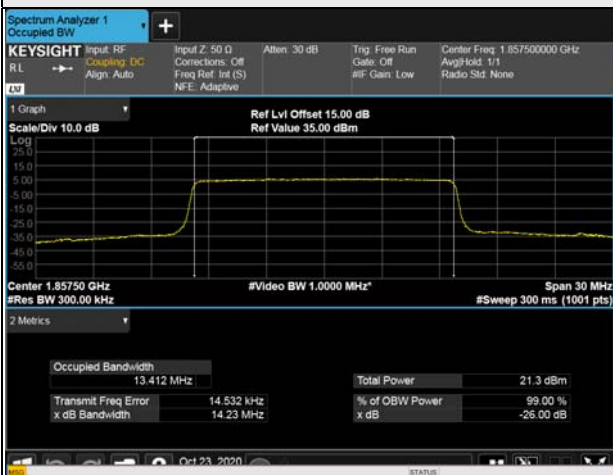 Spectrum Analyzer 1
Occupied BW
KEYSIGHT Input: RF Input Z: 50 Ω Atten: 30 dB Trig: Free Run Center Freq: 1.857500000 GHz
RL Coupling: DC Corrections: Off Gate: Off Avg|Hold: 1/1
Align: Auto Freq Ref: Int (S) #IF Gain: Low Radio Std: None
NFE: Adaptive
1 Graph
Ref Lvl Offset 15.00 dB
Scale/Div 10.0 dB Ref Value 35.00 dBm
Log
25.0
15.0
5.00
-5.00
-15.0
-25.0
-35.0
-45.0
-55.0
Center 1.85750 GHz #Video BW 1.0000 MHz* Span 30 MHz
#Res BW 300.00 kHz #Sweep 300 ms (1001 pts)
2 Metrics
Occupied Bandwidth
13.412 MHz Total Power 21.3 dBm
Transmit Freq Error 14.532 kHz % of OBW Power 99.00 %
x dB Bandwidth 14.23 MHz x dB -26.00 dB
Oct 23, 2020
MSG STATUS